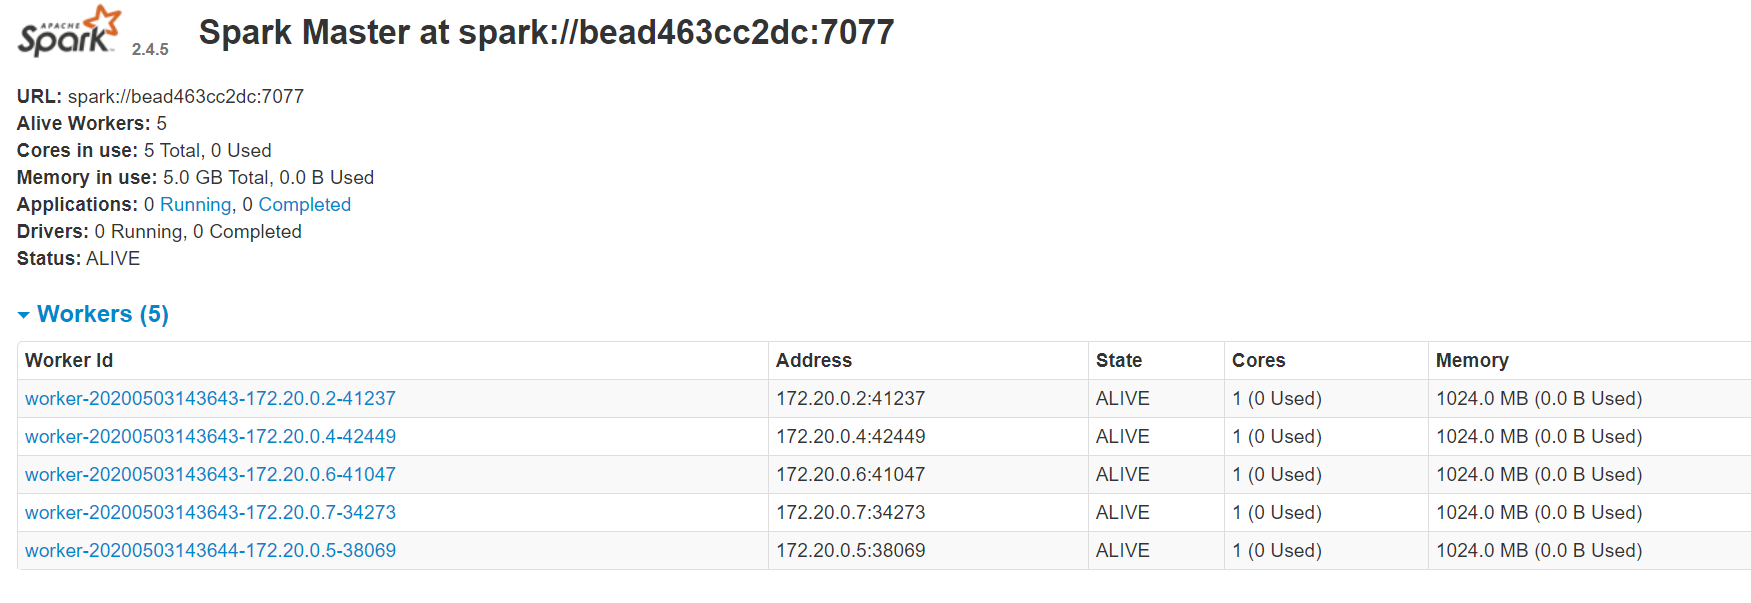 APACHE
Spark 2.4.5 Spark Master at spark://bead463cc2dc:7077
URL: spark://bead463cc2dc:7077
Alive Workers: 5
Cores in use: 5 Total, 0 Used
Memory in use: 5.0 GB Total, 0.0 B Used
Applications: 0 Running, 0 Completed
Drivers: 0 Running, 0 Completed
Status: ALIVE
Workers (5)
Worker Id Address State Cores Memory
worker-20200503143643-172.20.0.2-41237 172.20.0.2:41237 ALIVE 1 (0 Used) 1024.0 MB (0.0 B Used)
worker-20200503143643-172.20.0.4-42449 172.20.0.4:42449 ALIVE 1 (0 Used) 1024.0 MB (0.0 B Used)
worker-20200503143643-172.20.0.6-41047 172.20.0.6:41047 ALIVE 1 (0 Used) 1024.0 MB (0.0 B Used)
worker-20200503143643-172.20.0.7-34273 172.20.0.7:34273 ALIVE 1 (0 Used) 1024.0 MB (0.0 B Used)
worker-20200503143644-172.20.0.5-38069 172.20.0.5:38069 ALIVE 1 (0 Used) 1024.0 MB (0.0 B Used)